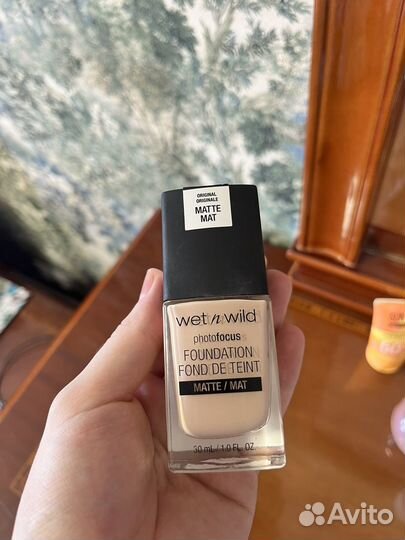 ORIGINAL
ORIGINALE
MATTE
MAT
wet n wild
photofocus
FOUNDATION
FOND DE TEINT
MATTE / MAT
30 mL / 1.0 FL. OZ.
SUN
Avito